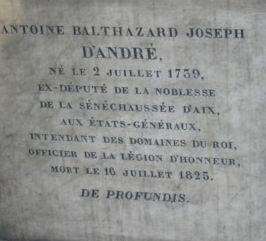 ANTOINE BALTHAZARD JOSEPH
D'ANDRÉ,
NÉ LE 2 JUILLET 1759,
EX-DÉPUTÉ DE LA NOBLESSE
DE LA SÉNÉCHAUSSÉE D'AIX,
AUX ÉTATS-GÉNÉRAUX,
INTENDANT DES DOMAINES DU ROI,
OFFICIER DE LA LÉGION D'HONNEUR,
MORT LE 16 JUILLET 1825.
DE PROFUNDIS.